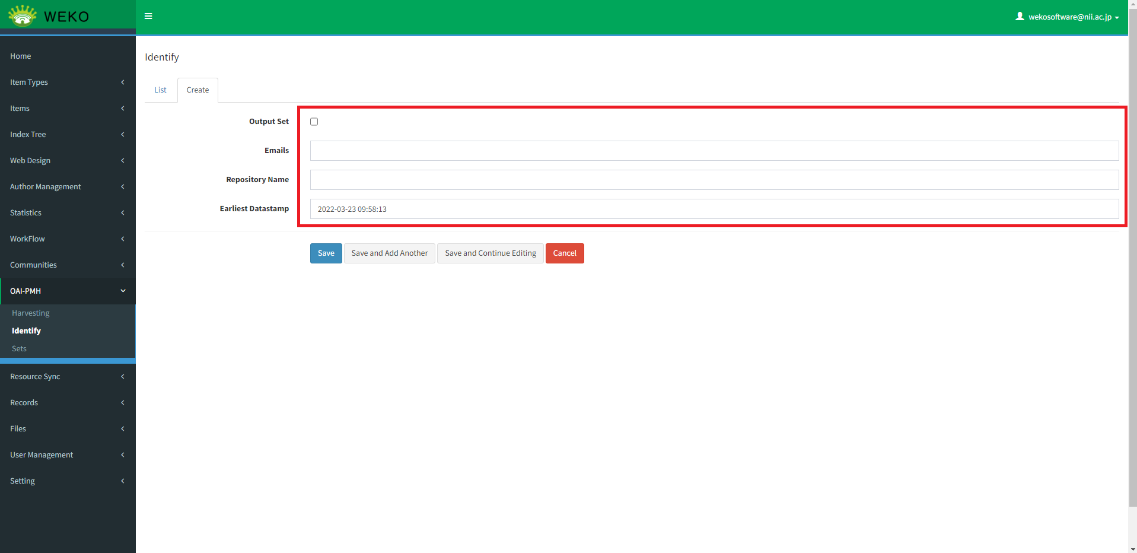 WEKO
wekosoftware@nii.ac.jp
Home
Item Types
Items
Index Tree
Web Design
Author Management
Statistics
WorkFlow
Communities
OAI-PMH
Harvesting
Identify
Sets
Resource Sync
Records
Files
User Management
Setting
Identify
List Create
Output Set
Emails
Repository Name
Earliest Datastamp 2022-03-23 09:58:13
Save Save and Add Another Save and Continue Editing Cancel